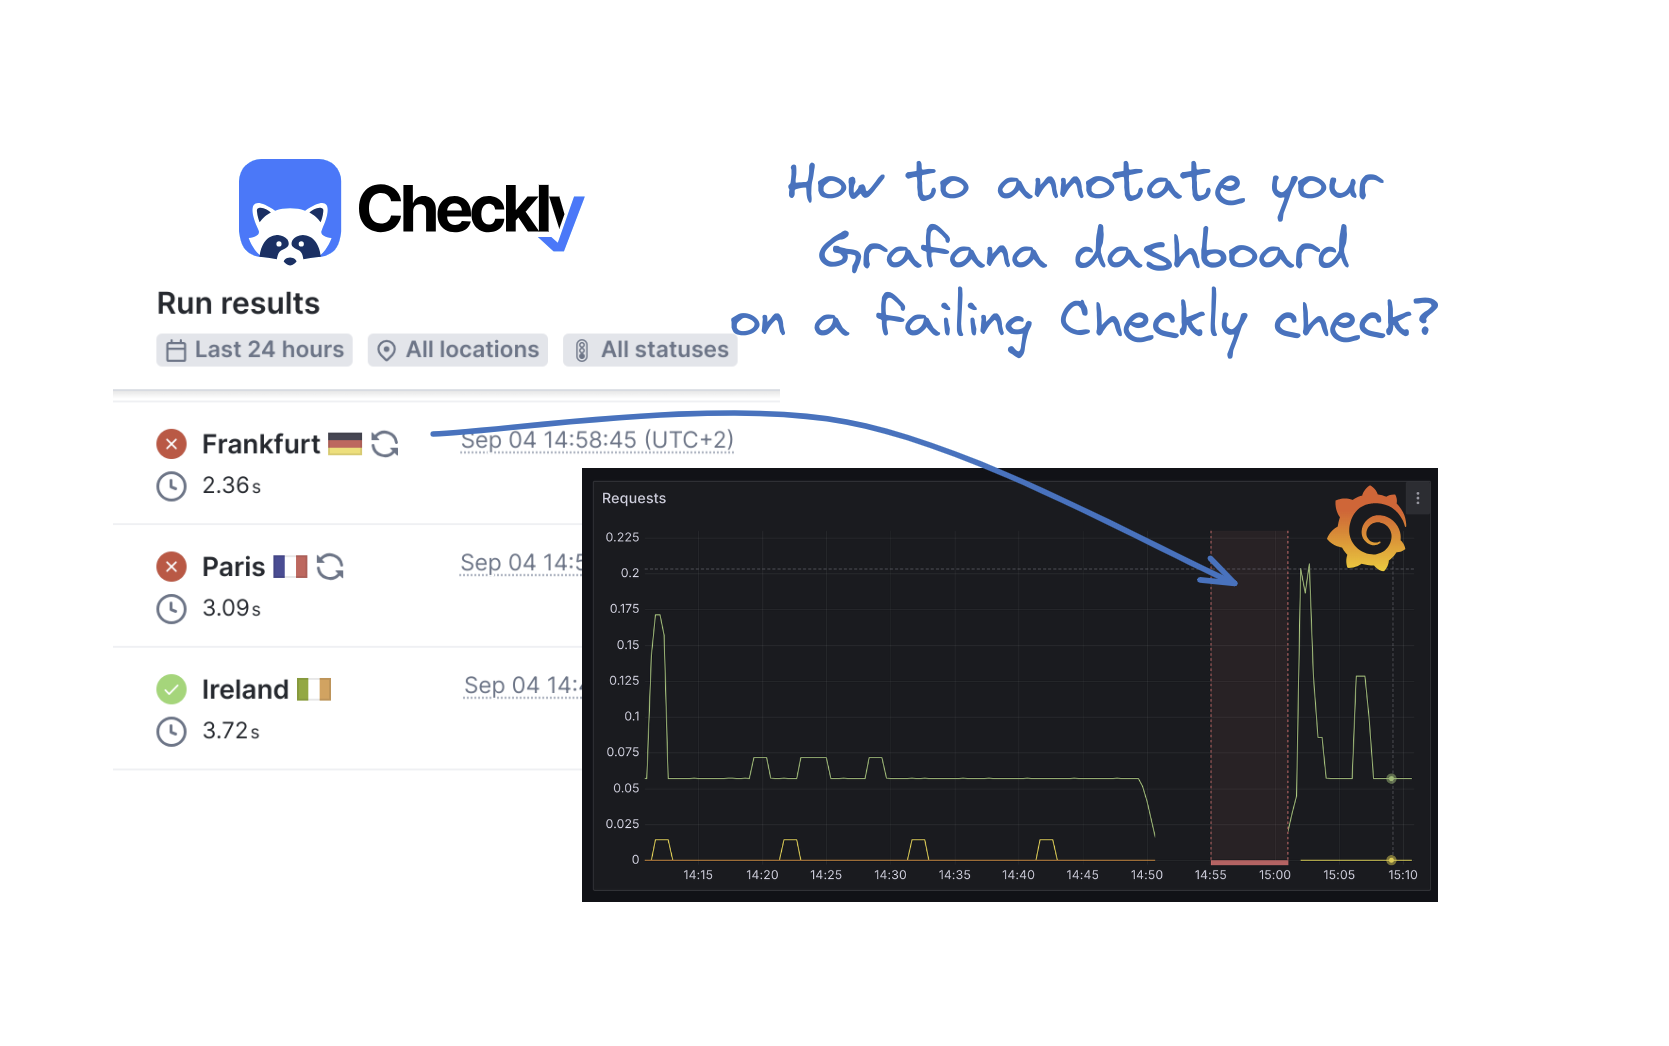 Checkly
How to annotate your
Grafana dashboard
on a failing Checkly check?
Run results
Last 24 hours
All locations
All statuses
Frankfurt
Sep 04 14:58:45 (UTC+2)
2.36s
Paris
Sep 04 14:5
3.09s
Ireland
Sep 04 14:4
3.72s
Requests
0.225
0.2
0.175
0.15
0.125
0.1
0.075
0.05
0.025
0
14:15 14:20 14:25 14:30 14:35 14:40 14:45 14:50 14:55 15:00 15:05 15:10